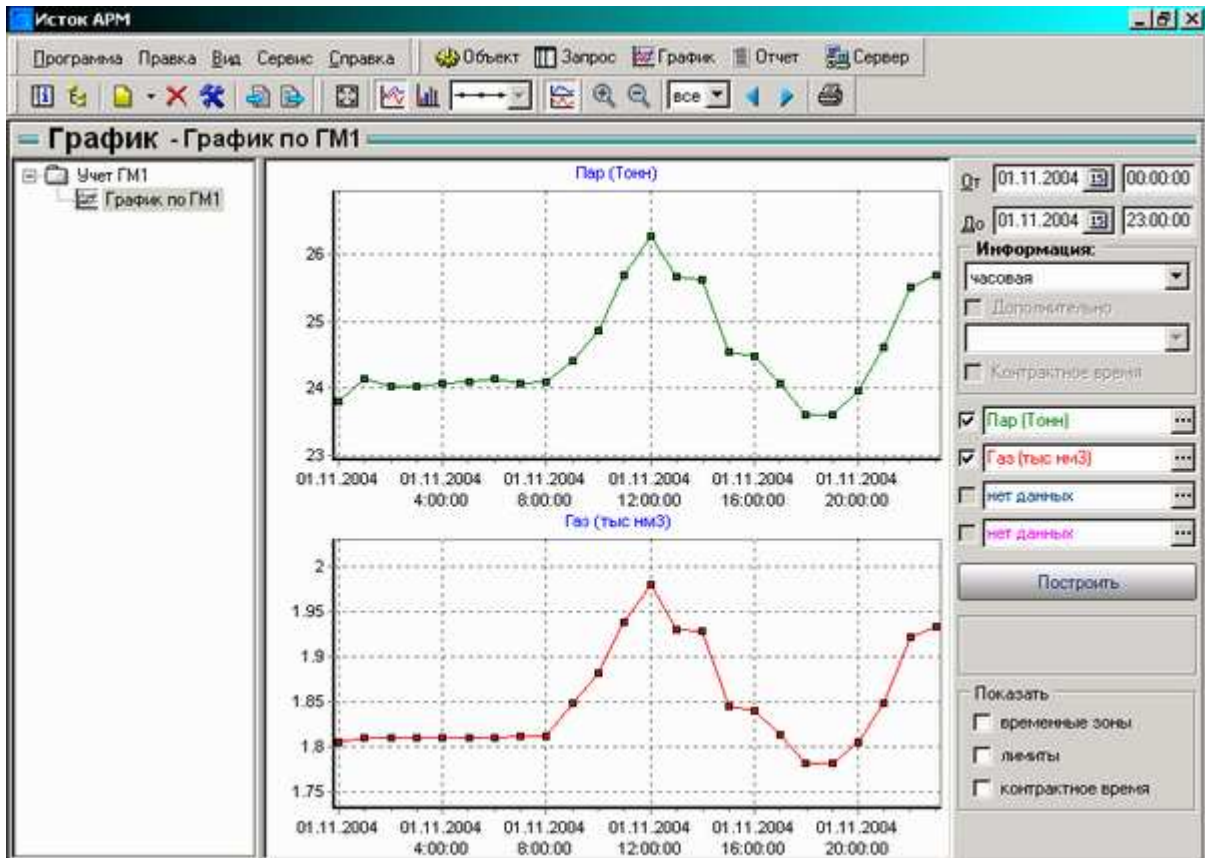 Исток АРМ
Программа Правка Вид Сервис Справка Объект Запрос График Отчет Сервер
все
График - График по ГМ1
Учет ГМ1
График по ГМ1
Пар (Тонн)
26
25
24
23
01.11.2004 01.11.2004 01.11.2004 01.11.2004 01.11.2004 01.11.2004
4:00:00 8:00:00 12:00:00 16:00:00 20:00:00
Газ (тыс нм3)
2
1.95
1.9
1.85
1.8
1.75
01.11.2004 01.11.2004 01.11.2004 01.11.2004 01.11.2004 01.11.2004
4:00:00 8:00:00 12:00:00 16:00:00 20:00:00
От 01.11.2004 15 00:00:00
До 01.11.2004 15 23:00:00
Информация:
часовая
Дополнительно
Контрактное время
Пар (Тонн) ...
Газ (тыс нм3) ...
нет данных ...
нет данных ...
Построить
Показать
временные зоны
лимиты
контрактное время